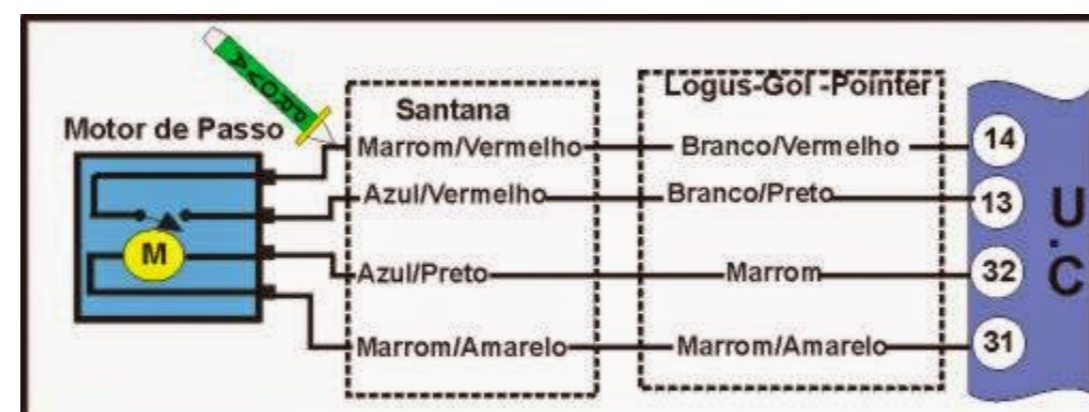 PROVA
Motor de Passo
M
Santana
Marrom/Vermelho
Azul/Vermelho
Azul/Preto
Marrom/Amarelo
Logus-Gol -Pointer
Branco/Vermelho
Branco/Preto
Marrom
Marrom/Amarelo
14
13
32
31
U.C